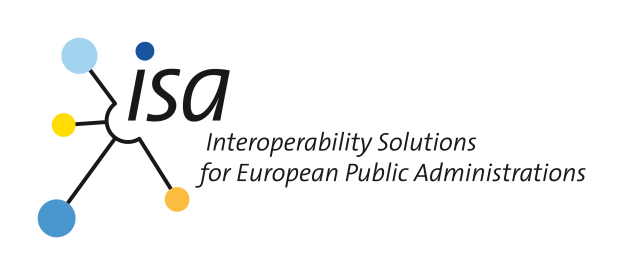 isa
Interoperability Solutions
for European Public Administrations